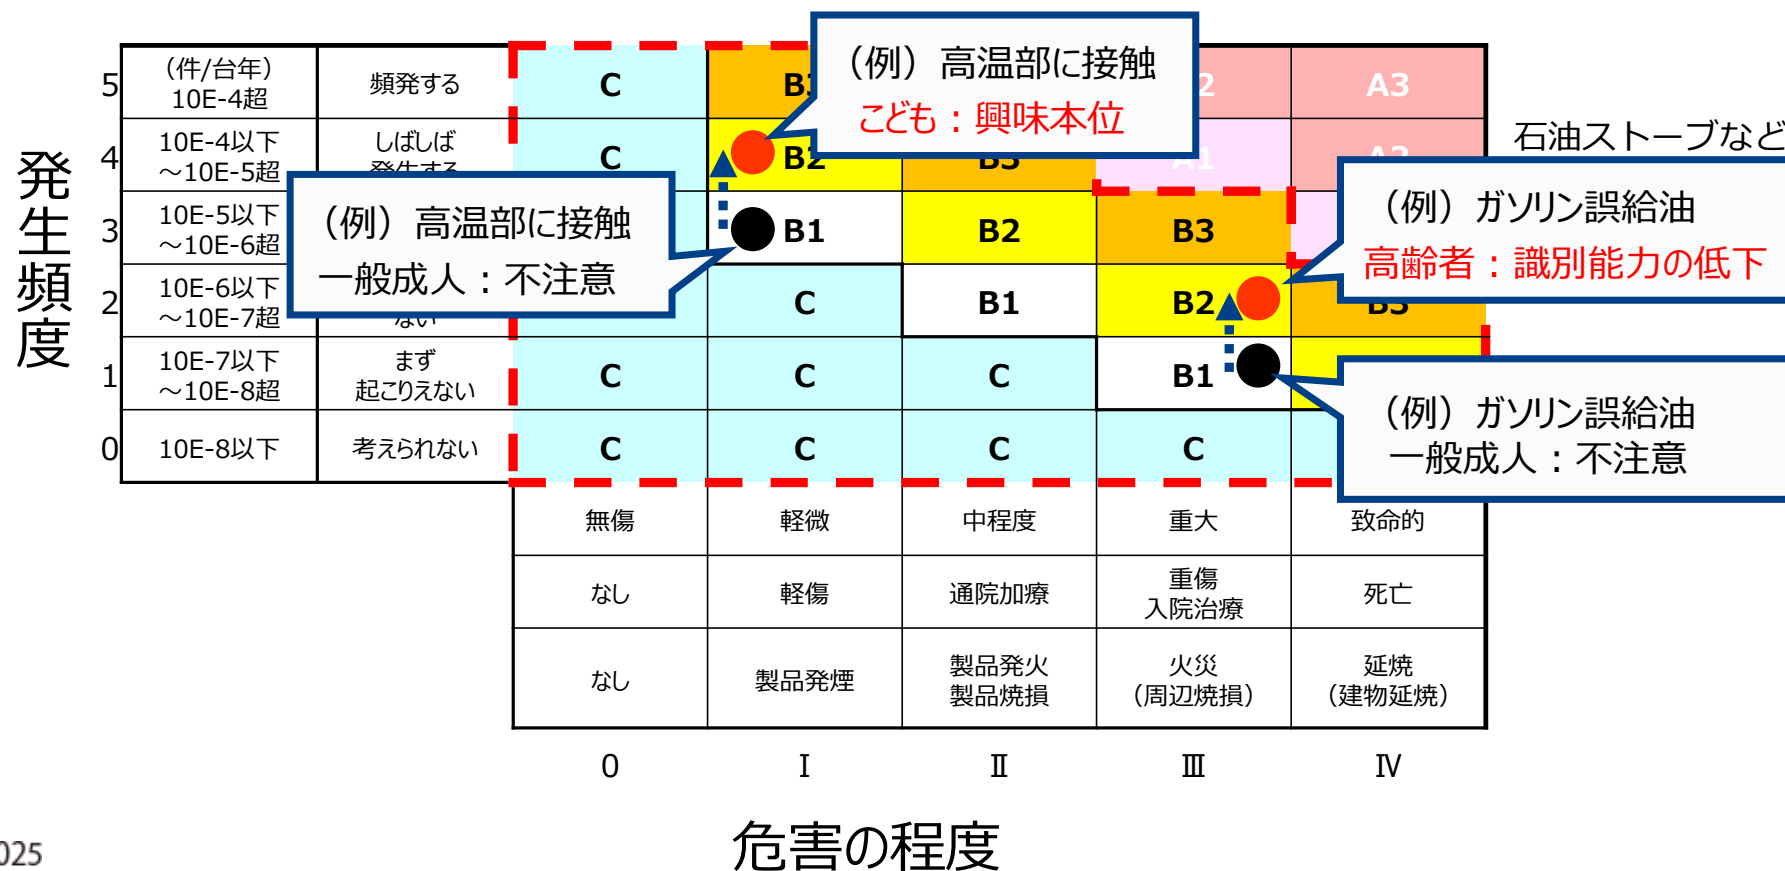 発生頻度
5 （件/台年） 頻発する C B3 A3
10E-4超
4 10E-4以下 しばしば C B2 B3 A1 A2
～10E-5超 発生する
3 10E-5以下 B1 B2 B3
～10E-6超
2 10E-6以下 C B1 B2 B3
～10E-7超 ない
1 10E-7以下 まず C C C B1
～10E-8超 起こりえない
0 10E-8以下 考えられない C C C C
（例）高温部に接触
こども：興味本位
（例）高温部に接触
一般成人：不注意
石油ストーブなど
（例）ガソリン誤給油
高齢者：識別能力の低下
（例）ガソリン誤給油
一般成人：不注意
無傷 軽微 中程度 重大 致命的
なし 軽傷 通院加療 重傷 死亡
入院治療
なし 製品発煙 製品発火 火災 延焼
製品焼損 （周辺焼損） （建物延焼）
0 Ⅰ Ⅱ Ⅲ Ⅳ
危害の程度
025